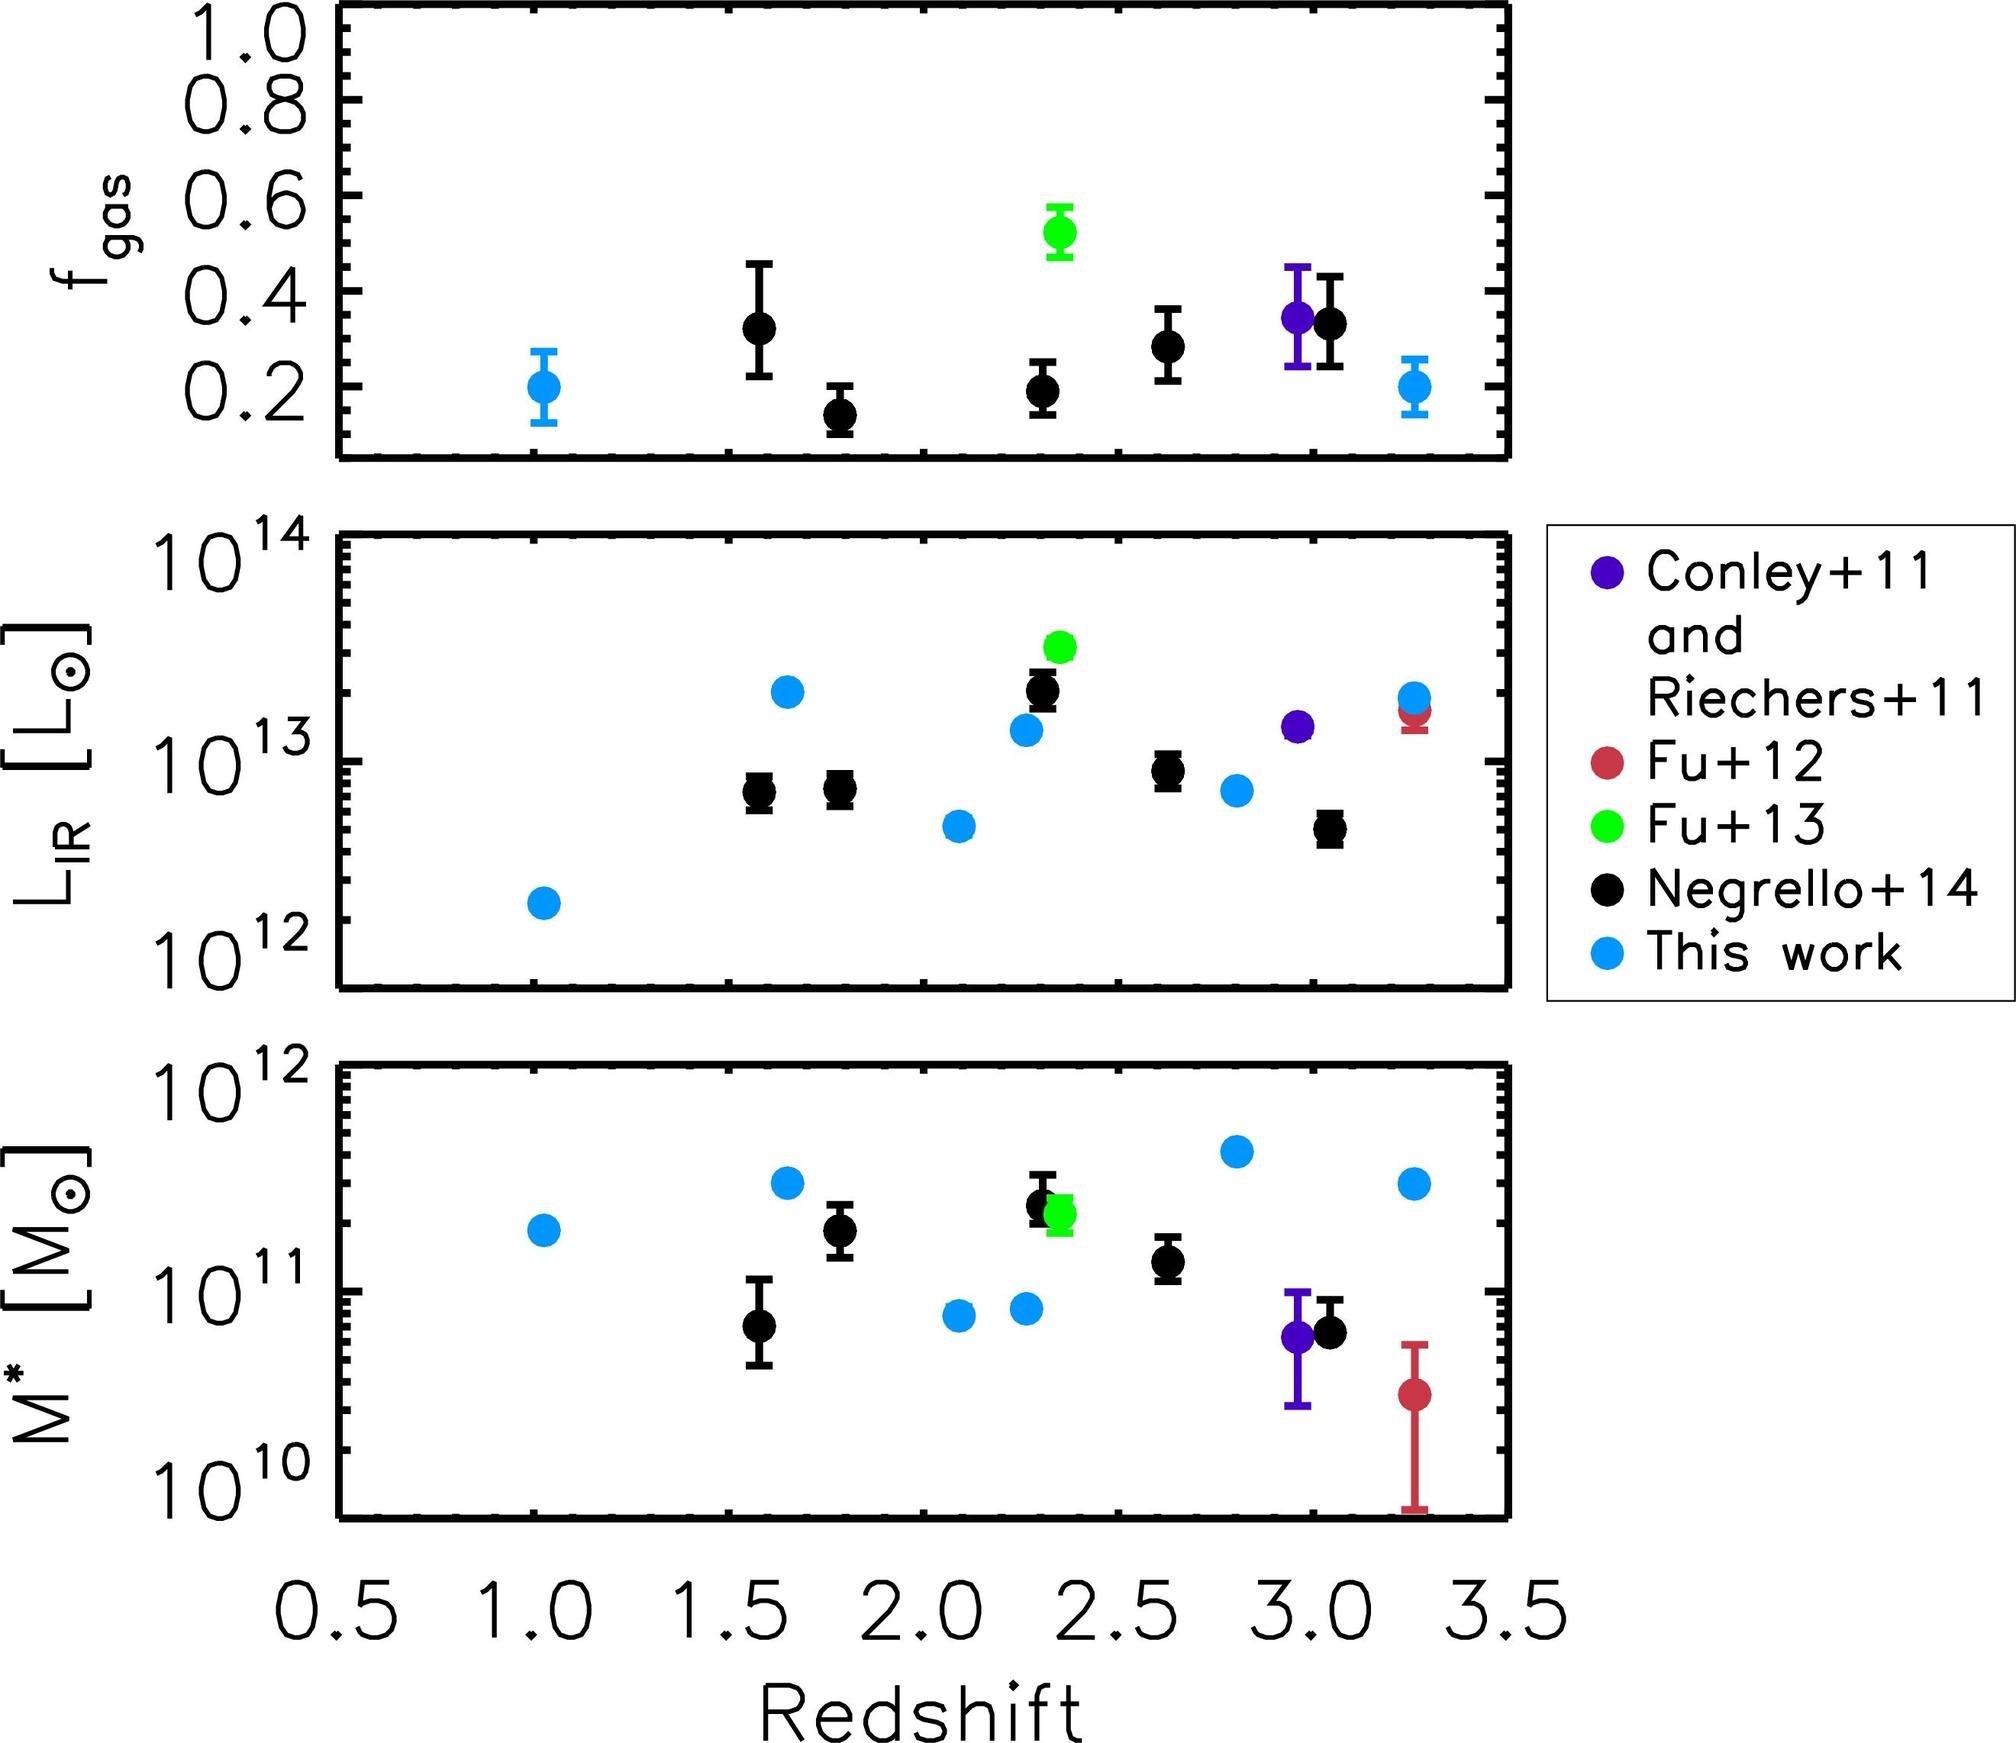 1.0
0.8
0.6
0.4
0.2
f_gas
10^14
10^13
10^12
L_IR [L⊙]
Conley+11
and
Riechers+11
Fu+12
Fu+13
Negrello+14
This work
10^12
10^11
10^10
M* [M⊙]
0.5 1.0 1.5 2.0 2.5 3.0 3.5
Redshift